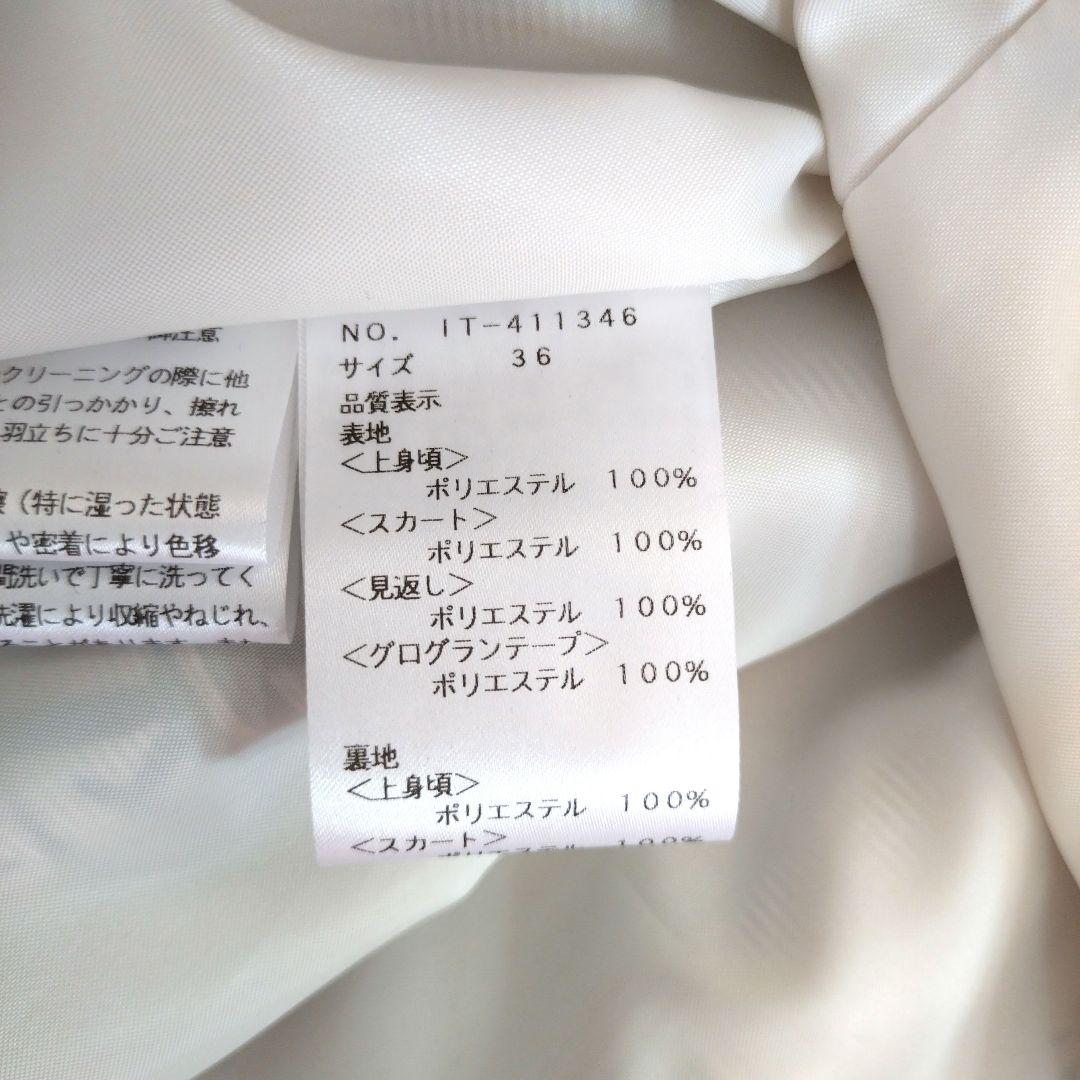 御注意
クリーニングの際に他
との引っかかり、擦れ
羽立ちに十分ご注意
（特に湿った状態
や密着により色移
洗いで丁寧に洗ってく
洗濯により収縮やねじれ、
NO. IT-411346
サイズ 36
品質表示
表地
<上身頃>
ポリエステル 100%
<スカート>
ポリエステル 100%
<見返し>
ポリエステル 100%
<グログランテープ>
ポリエステル 100%
裏地
<上身頃>
ポリエステル 100%
<スカート>